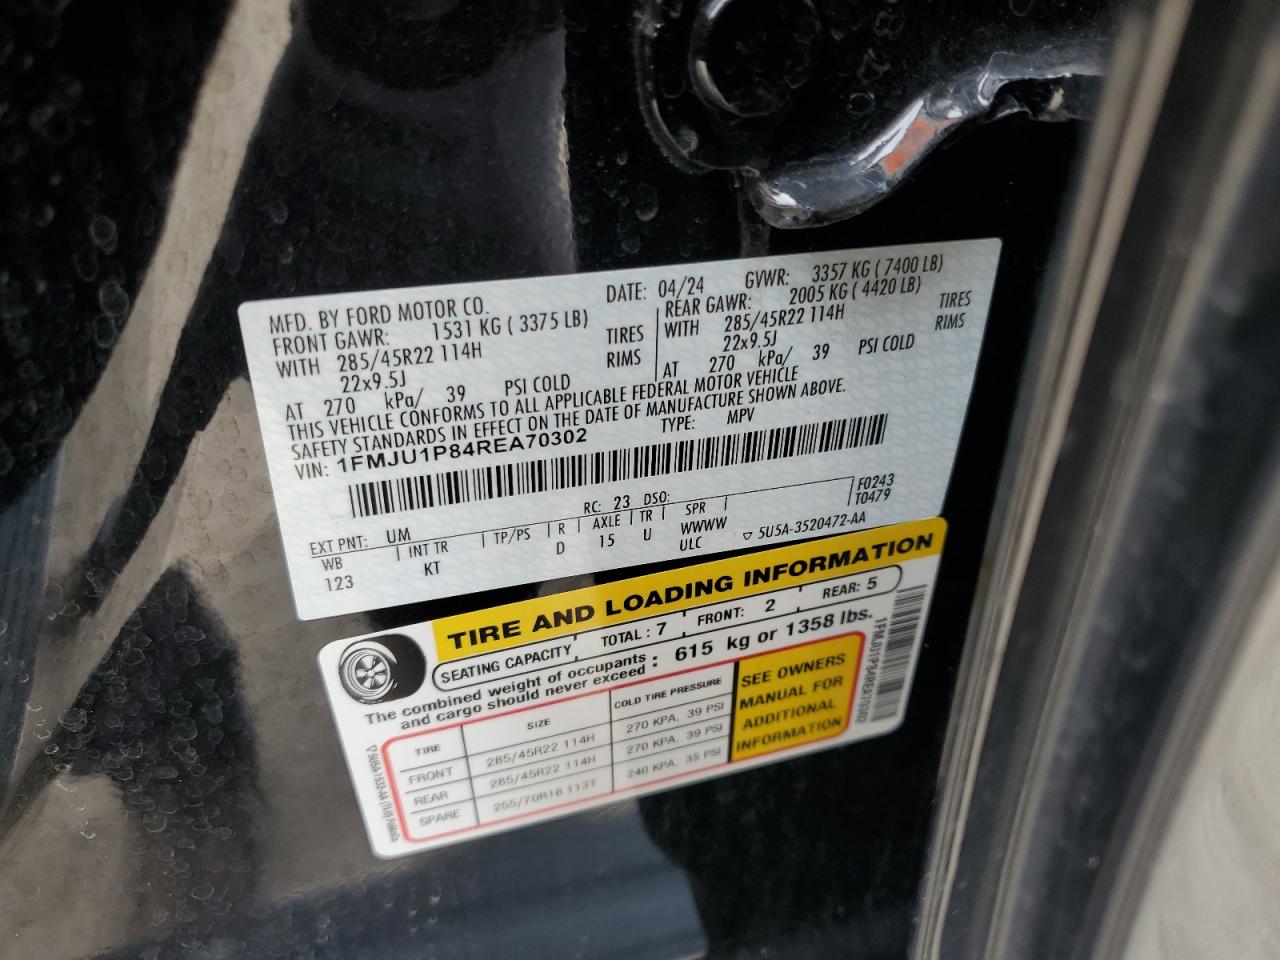 MFD. BY FORD MOTOR CO.
DATE: 04/24 GVWR: 3357 KG ( 7400 LB)
FRONT GAWR: 1531 KG ( 3375 LB)
WITH 285/45R22 114H TIRES
22x9.5J RIMS
AT 270 kPa/ 39 PSI COLD
REAR GAWR: 2005 KG ( 4420 LB)
WITH 285/45R22 114H TIRES
22x9.5J RIMS
AT 270 kPa/ 39 PSI COLD
THIS VEHICLE CONFORMS TO ALL APPLICABLE FEDERAL MOTOR VEHICLE
SAFETY STANDARDS IN EFFECT ON THE DATE OF MANUFACTURE SHOWN ABOVE.
VIN: 1FMJU1P84REA70302 TYPE: MPV
F0243
T0479
EXT PNT: UM RC: 23 DSO:
WB INT TR TP/PS R AXLE TR SPR
123 KT D 15 U WWWW
ULC ▽ 5U5A-3520472-AA
TIRE AND LOADING INFORMATION
SEATING CAPACITY TOTAL: 7 FRONT: 2 REAR: 5
The combined weight of occupants
and cargo should never exceed : 615 kg or 1358 lbs.
TIRE SIZE COLD TIRE PRESSURE
FRONT 285/45R22 114H 270 KPA, 39 PSI
REAR 285/45R22 114H 270 KPA, 39 PSI
SPARE 255/70R18 113T 240 KPA, 35 PSI
SEE OWNERS
MANUAL FOR
ADDITIONAL
INFORMATION
1FMJU1P84REA70302